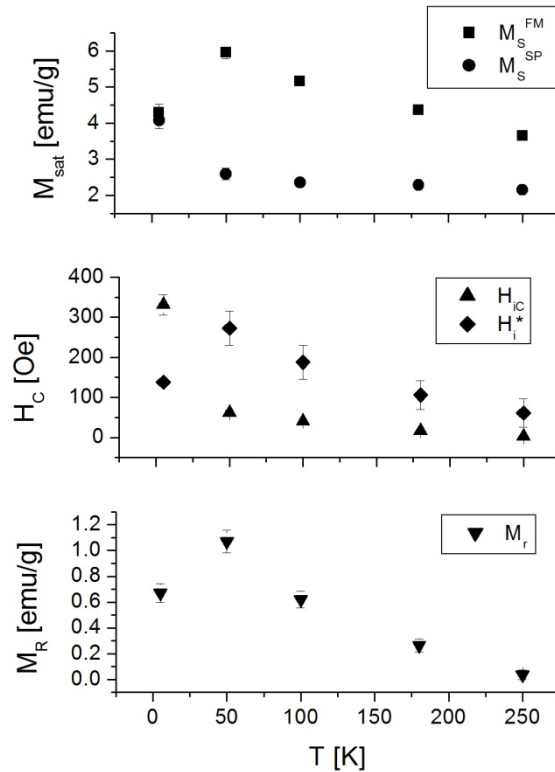 M_sat [emu/g]
6
5
4
3
2
M_S^FM
M_S^SP
H_C [Oe]
400
300
200
100
0
H_iC
H_i*
M_R [emu/g]
1.2
1.0
0.8
0.6
0.4
0.2
0.0
M_r
0 50 100 150 200 250
T [K]